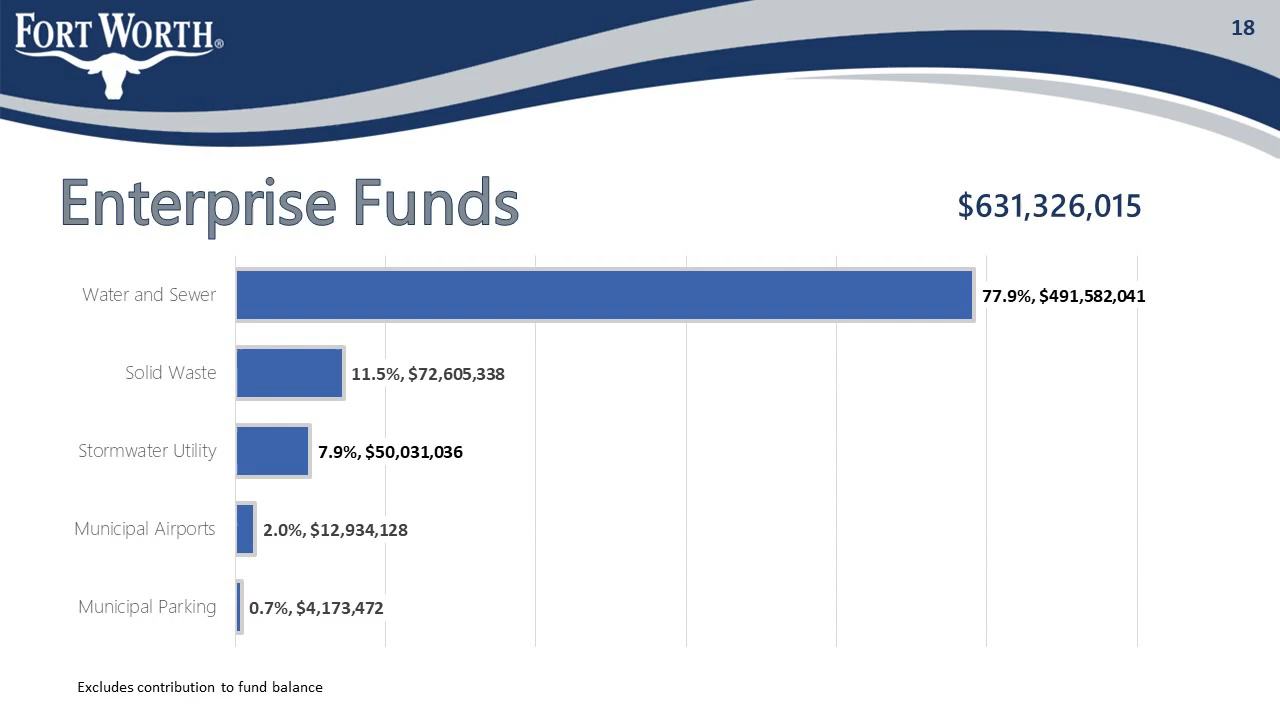 FORT WORTH®
18
Enterprise Funds
$631,326,015
Water and Sewer
77.9%, $491,582,041
Solid Waste
11.5%, $72,605,338
Stormwater Utility
7.9%, $50,031,036
Municipal Airports
2.0%, $12,934,128
Municipal Parking
0.7%, $4,173,472
Excludes contribution to fund balance